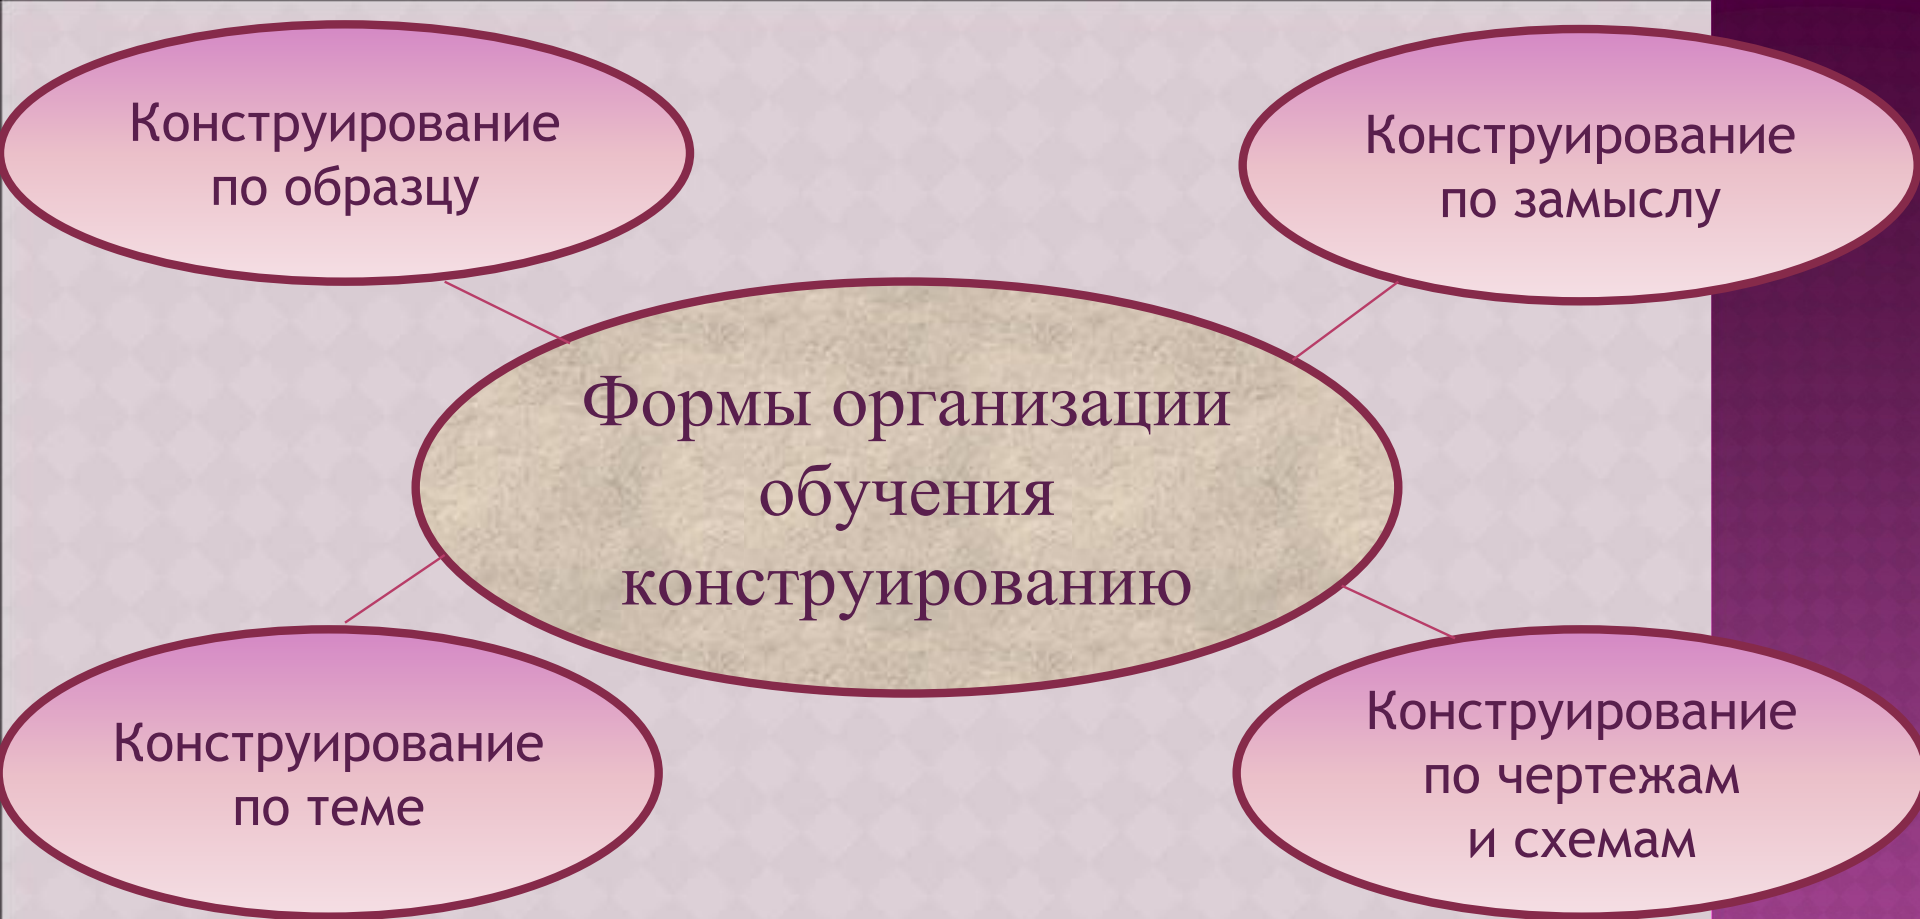 Конструирование
по образцу
Конструирование
по замыслу
Формы организации
обучения
конструированию
Конструирование
по теме
Конструирование
по чертежам
и схемам